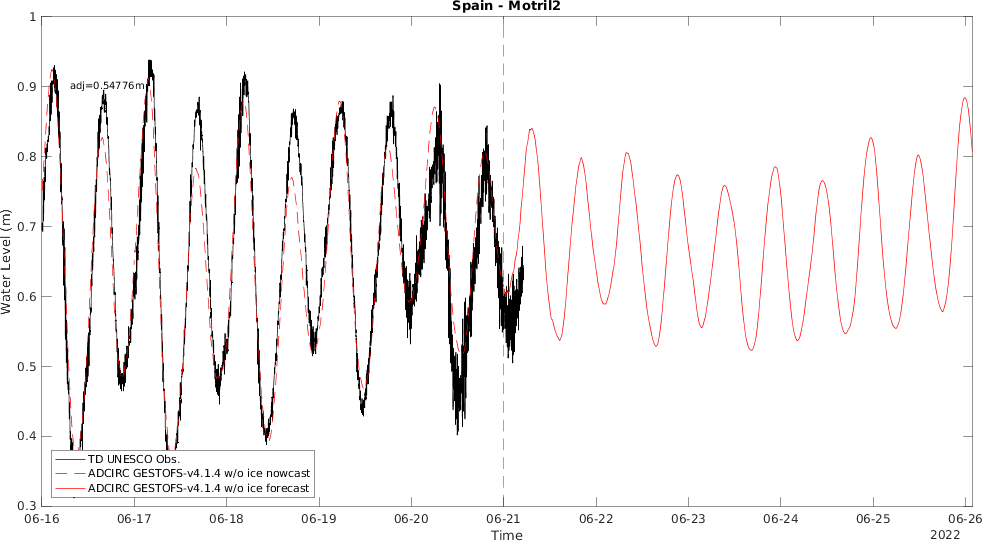 Spain - Motril2
1
0.9
0.8
0.7
0.6
0.5
0.4
0.3
Water Level (m)
adj=0.54776m
TD UNESCO Obs.
ADCIRC GESTOFS-v4.1.4 w/o ice nowcast
ADCIRC GESTOFS-v4.1.4 w/o ice forecast
06-16 06-17 06-18 06-19 06-20 06-21 06-22 06-23 06-24 06-25 06-26
Time
2022